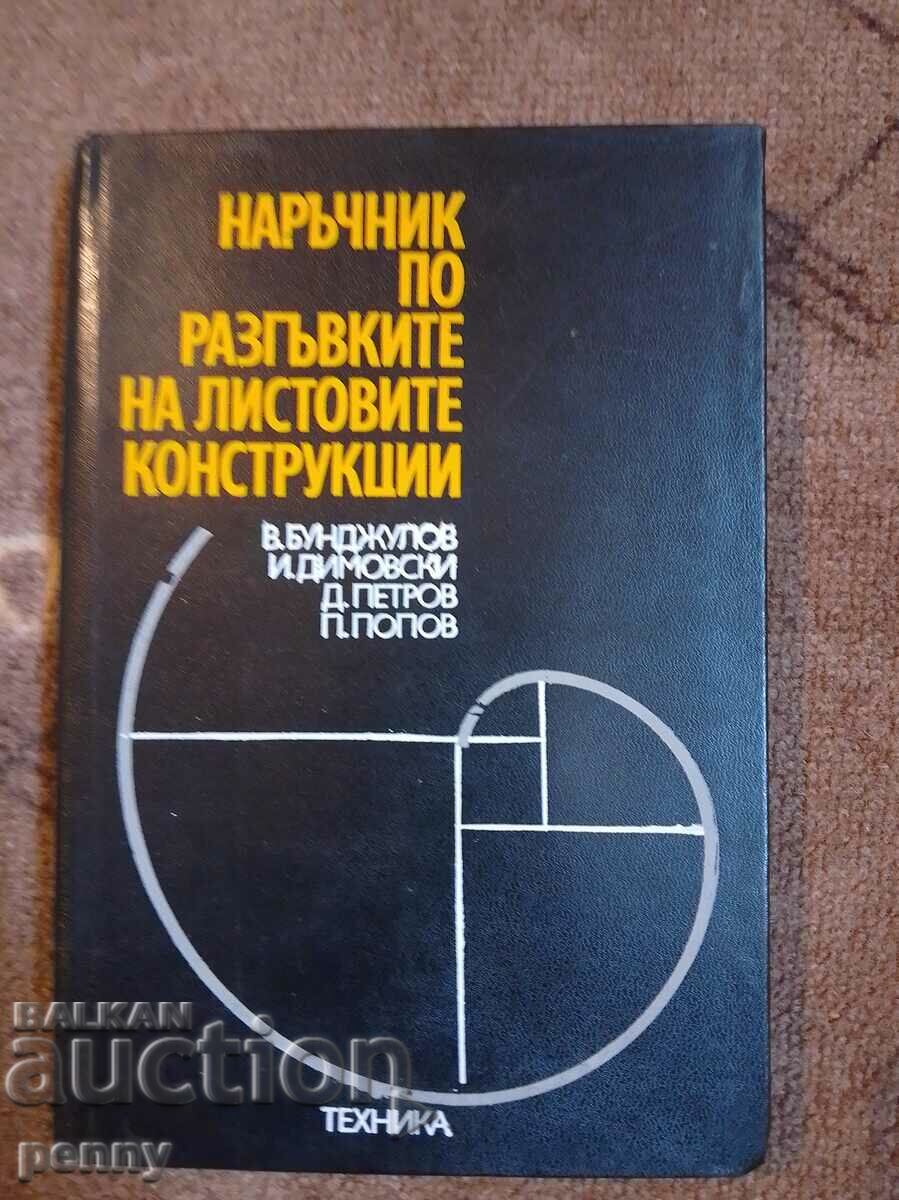 НАРЪЧНИК
ПО
РАЗГЪВКИТЕ
НА ЛИСТОВИТЕ
КОНСТРУКЦИИ
В.БУНДЖУЛОВ
И.ДИМОВСКИ
Д.ПЕТРОВ
П.ПОПОВ
BALKAN
auction
ТЕХНИКА
penny